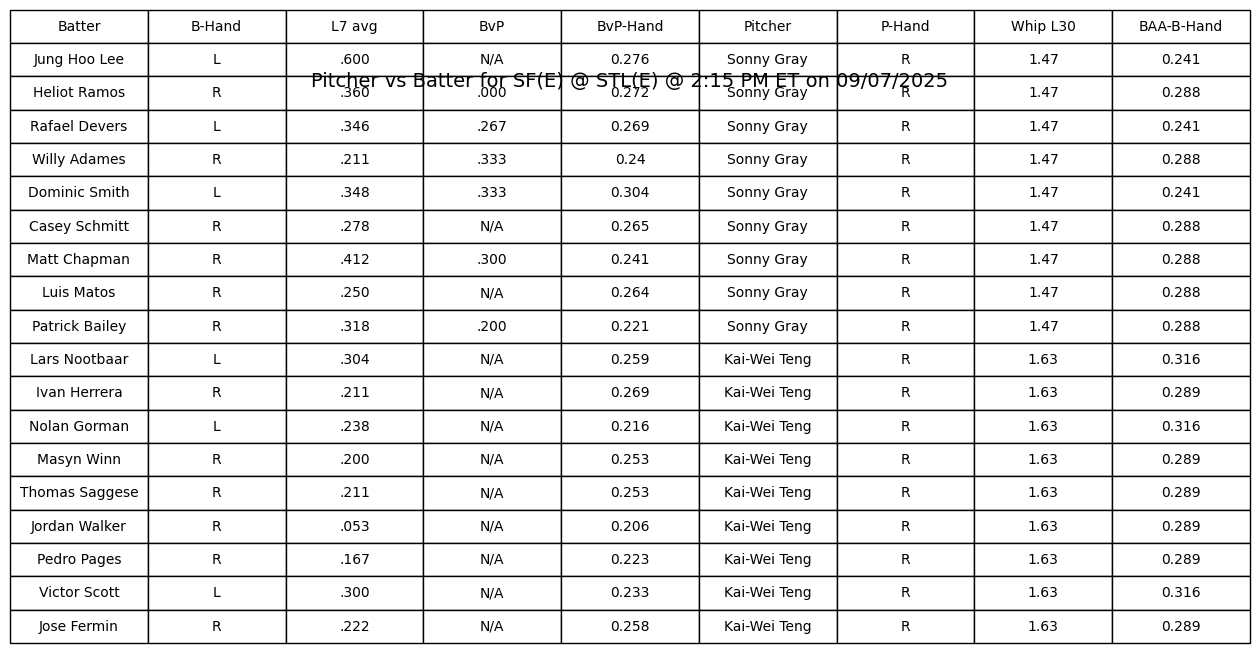 Batter B-Hand L7 avg BvP BvP-Hand Pitcher P-Hand Whip L30 BAA-B-Hand
Jung Hoo Lee L .600 N/A 0.276 Sonny Gray R 1.47 0.241
Pitcher vs Batter for SF(E) @ STL(E) @ 2:15 PM ET on 09/07/2025
Heliot Ramos R .360 .000 0.272 Sonny Gray R 1.47 0.288
Rafael Devers L .346 .267 0.269 Sonny Gray R 1.47 0.241
Willy Adames R .211 .333 0.24 Sonny Gray R 1.47 0.288
Dominic Smith L .348 .333 0.304 Sonny Gray R 1.47 0.241
Casey Schmitt R .278 N/A 0.265 Sonny Gray R 1.47 0.288
Matt Chapman R .412 .300 0.241 Sonny Gray R 1.47 0.288
Luis Matos R .250 N/A 0.264 Sonny Gray R 1.47 0.288
Patrick Bailey R .318 .200 0.221 Sonny Gray R 1.47 0.288
Lars Nootbaar L .304 N/A 0.259 Kai-Wei Teng R 1.63 0.316
Ivan Herrera R .211 N/A 0.269 Kai-Wei Teng R 1.63 0.289
Nolan Gorman L .238 N/A 0.216 Kai-Wei Teng R 1.63 0.316
Masyn Winn R .200 N/A 0.253 Kai-Wei Teng R 1.63 0.289
Thomas Saggese R .211 N/A 0.253 Kai-Wei Teng R 1.63 0.289
Jordan Walker R .053 N/A 0.206 Kai-Wei Teng R 1.63 0.289
Pedro Pages R .167 N/A 0.223 Kai-Wei Teng R 1.63 0.289
Victor Scott L .300 N/A 0.233 Kai-Wei Teng R 1.63 0.316
Jose Fermin R .222 N/A 0.258 Kai-Wei Teng R 1.63 0.289